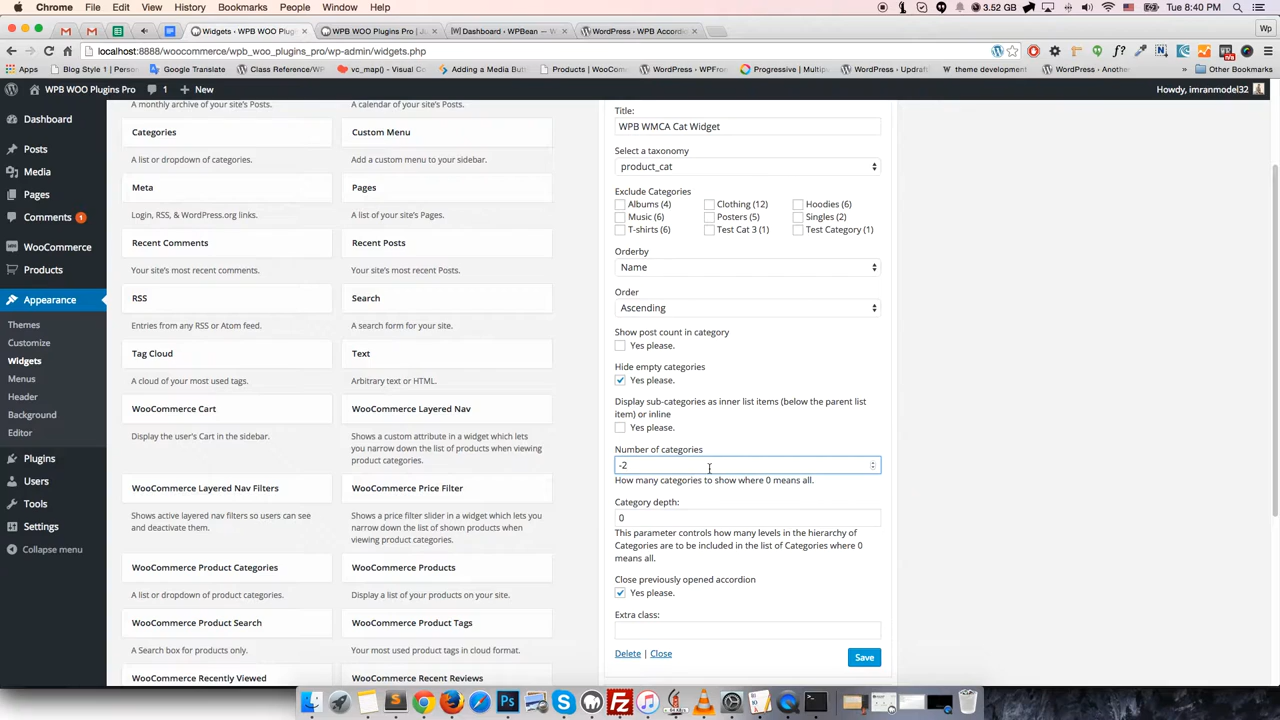 Chrome File Edit View History Bookmarks People Window Help
3.52 GB
Tue 8:40 PM
Widgets ‹ WPB WOO Plugin
WPB WOO Plugins Pro | J
Dashboard ‹ WPBean — W
WordPress › WPB Accordi
Wp
localhost:8888/woocommerce/wpb_woo_plugins_pro/wp-admin/widgets.php
Apps
Blog Style 1 | Person
Google Translate
Class Reference/WP
vc_map() - Visual C
Adding a Media But
Products | WooCom
WordPress › WPFron
Progressive | Multip
WordPress › Updraft
theme development
WordPress › Anothe
Other Bookmarks
WPB WOO Plugins Pro
1
New
Howdy, imranmodel32
Dashboard
Posts
Media
Pages
Comments 1
WooCommerce
Products
Appearance
Themes
Customize
Widgets
Menus
Header
Background
Editor
Plugins
Users
Tools
Settings
Collapse menu
A monthly archive of your site's Posts.
A calendar of your site's Posts.
Categories
Custom Menu
A list or dropdown of categories.
Add a custom menu to your sidebar.
Meta
Pages
Login, RSS, & WordPress.org links.
A list of your site's Pages.
Recent Comments
Recent Posts
Your site's most recent comments.
Your site's most recent Posts.
RSS
Search
Entries from any RSS or Atom feed.
A search form for your site.
Tag Cloud
Text
A cloud of your most used tags.
Arbitrary text or HTML.
WooCommerce Cart
WooCommerce Layered Nav
Display the user's Cart in the sidebar.
Shows a custom attribute in a widget which lets
you narrow down the list of products when viewing
product categories.
WooCommerce Layered Nav Filters
WooCommerce Price Filter
Shows active layered nav filters so users can see
and deactivate them.
Shows a price filter slider in a widget which lets
you narrow down the list of shown products when
viewing product categories.
WooCommerce Product Categories
WooCommerce Products
A list or dropdown of product categories.
Display a list of your products on your site.
WooCommerce Product Search
WooCommerce Product Tags
A Search box for products only.
Your most used product tags in cloud format.
WooCommerce Recently Viewed
WooCommerce Recent Reviews
Title:
WPB WMCA Cat Widget
Select a taxonomy
product_cat
Exclude Categories
Albums (4) Clothing (12) Hoodies (6)
Music (6) Posters (5) Singles (2)
T-shirts (6) Test Cat 3 (1) Test Category (1)
Orderby
Name
Order
Ascending
Show post count in category
Yes please.
Hide empty categories
Yes please.
Display sub-categories as inner list items (below the parent list
item) or inline
Yes please.
Number of categories
-2
How many categories to show where 0 means all.
Category depth:
0
This parameter controls how many levels in the hierarchy of
Categories are to be included in the list of Categories where 0
means all.
Close previously opened accordion
Yes please.
Extra class:
Delete | Close
Save